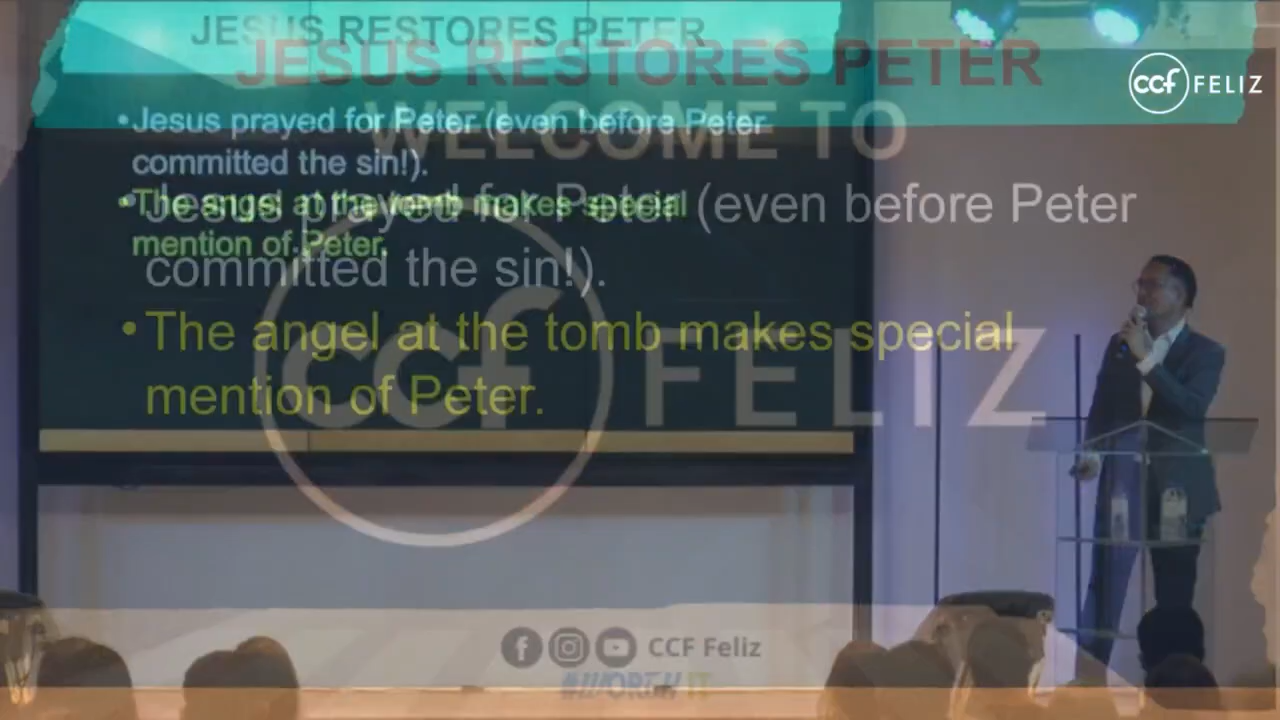 JESUS RESTORES PETER
JESUS RESTORES PETER
ccf FELIZ
•Jesus prayed for Peter (even before Peter
committed the sin!).
•The angel at the tomb makes special
mention of Peter.
WELCOME TO
•Jesus prayed for Peter (even before Peter
committed the sin!).
•The angel at the tomb makes special
mention of Peter.
ccf FELIZ
CCF Feliz
#WORTH IT